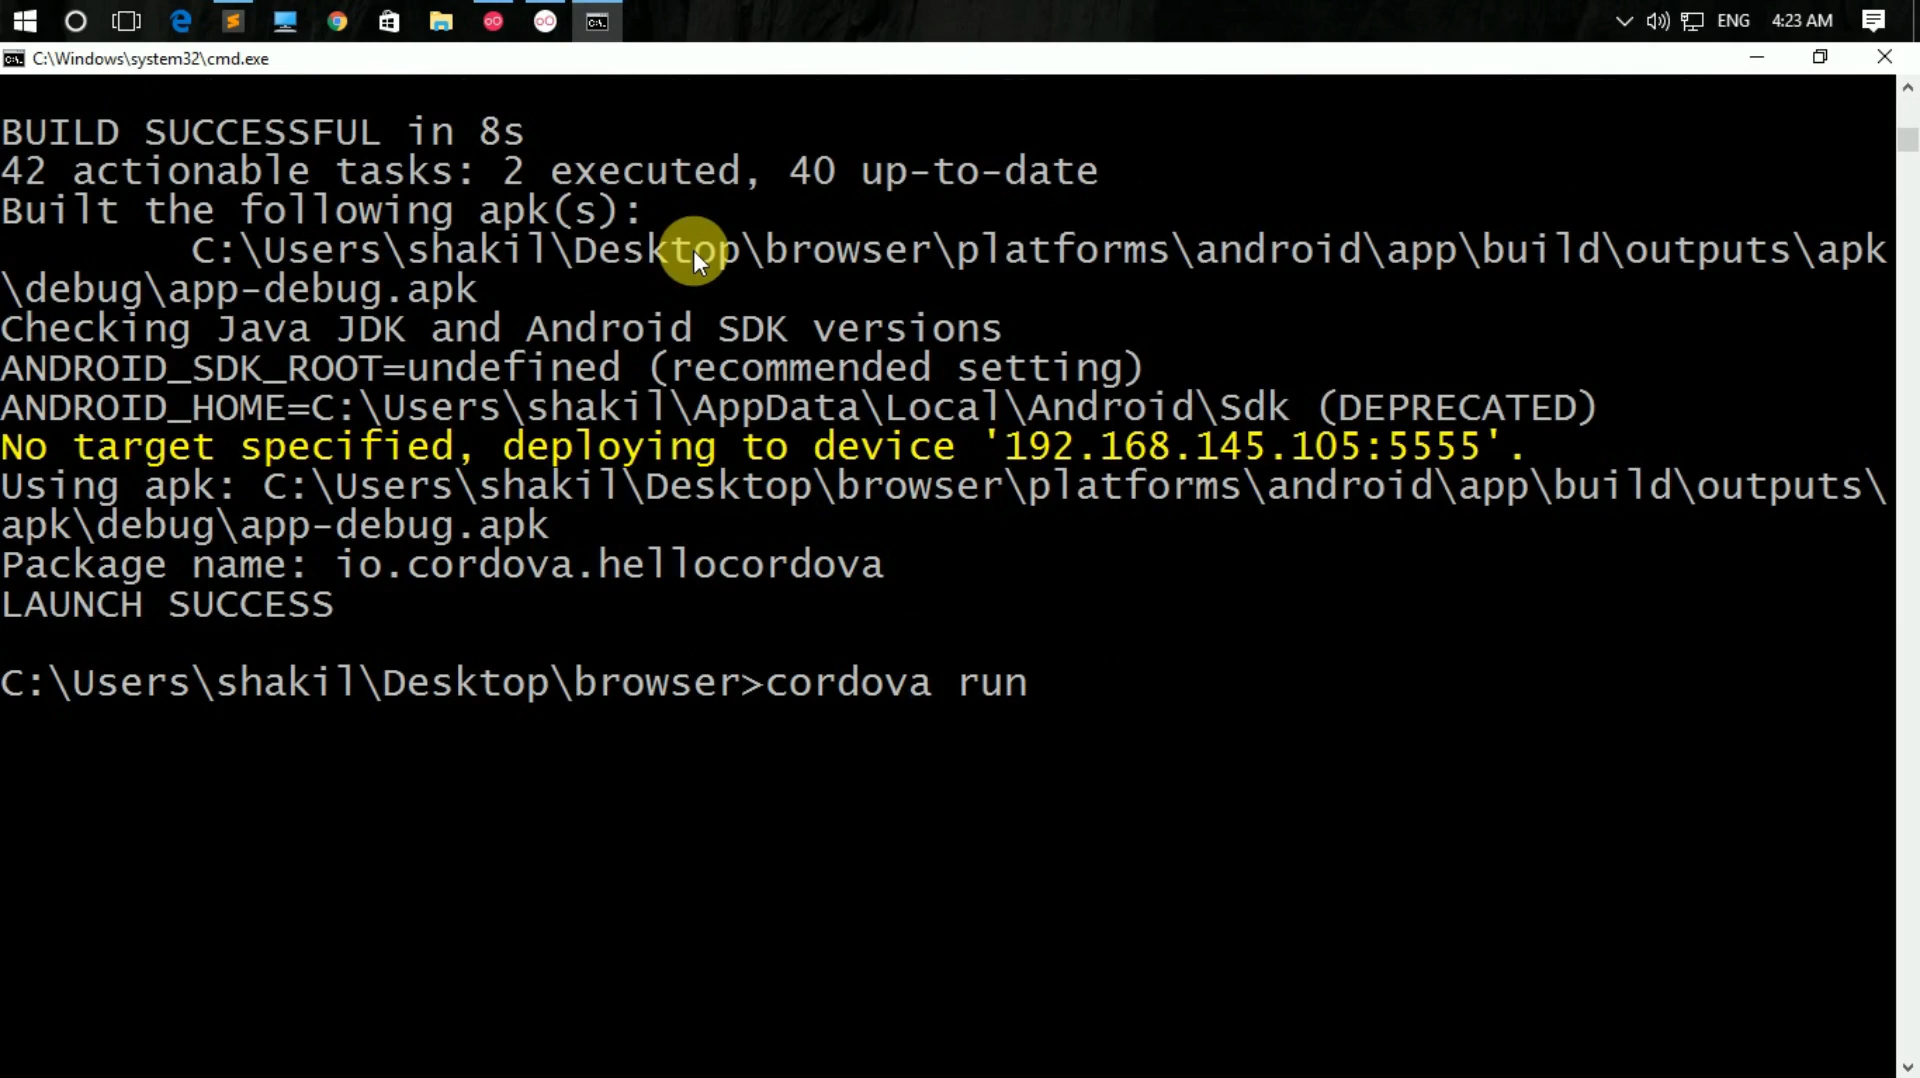 ENG 4:23 AM
C:\Windows\system32\cmd.exe
BUILD SUCCESSFUL in 8s
42 actionable tasks: 2 executed, 40 up-to-date
Built the following apk(s):
C:\Users\shakil\Desktop\browser\platforms\android\app\build\outputs\apk
\debug\app-debug.apk
Checking Java JDK and Android SDK versions
ANDROID_SDK_ROOT=undefined (recommended setting)
ANDROID_HOME=C:\Users\shakil\AppData\Local\Android\Sdk (DEPRECATED)
No target specified, deploying to device '192.168.145.105:5555'.
Using apk: C:\Users\shakil\Desktop\browser\platforms\android\app\build\outputs\
apk\debug\app-debug.apk
Package name: io.cordova.hellocordova
LAUNCH SUCCESS
C:\Users\shakil\Desktop\browser>cordova run